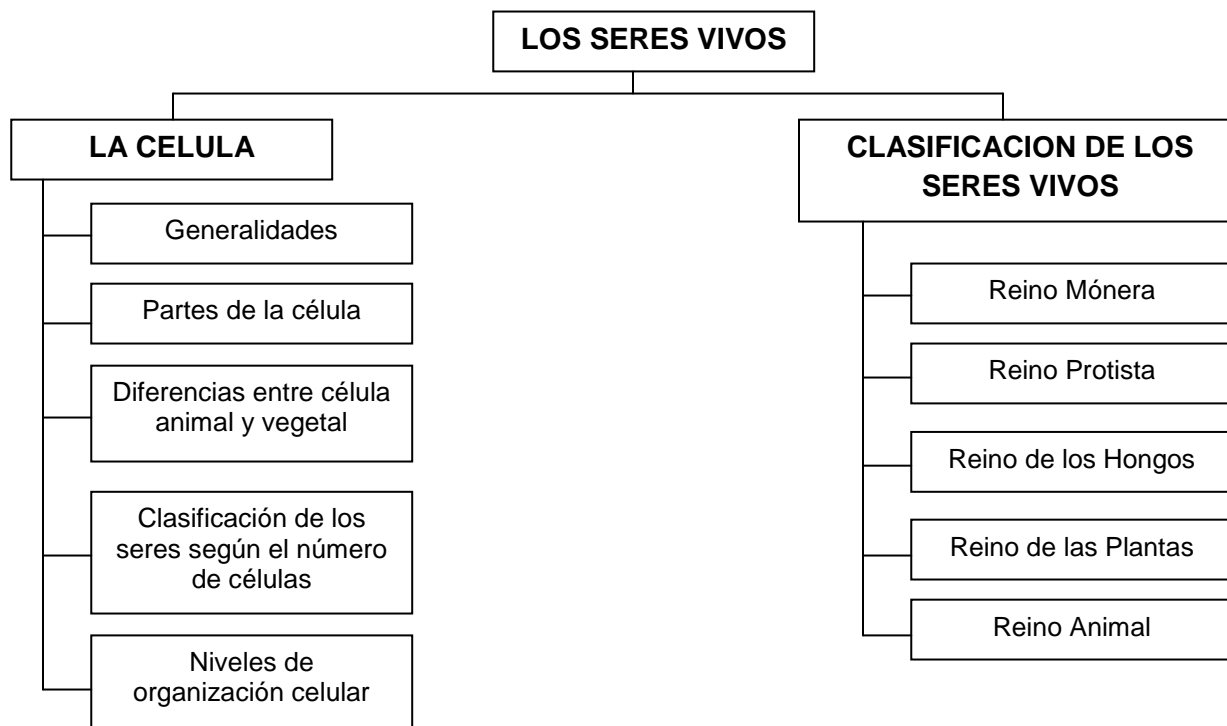 LOS SERES VIVOS
LA CELULA
Generalidades
Partes de la célula
Diferencias entre célula
animal y vegetal
Clasificación de los
seres según el número
de células
Niveles de
organización celular
CLASIFICACION DE LOS
SERES VIVOS
Reino Mónera
Reino Protista
Reino de los Hongos
Reino de las Plantas
Reino Animal